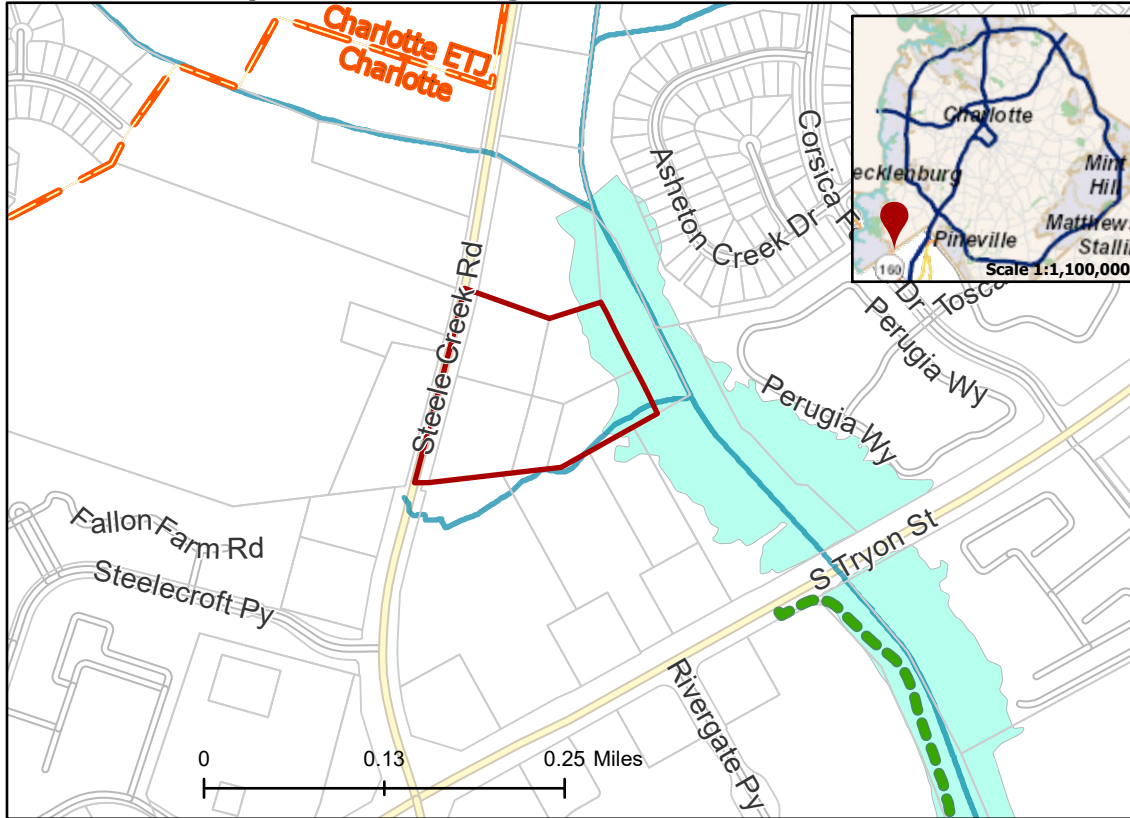 Charlotte ETJ
Charlotte
Steele Creek Rd
Asheton Creek Dr
Corsica F
Dr
Tosca
Perugia Wy
Perugia Wy
S Tryon St
Fallon Farm Rd
Steelecroft Py
Rivergate Py
0
0.13
0.25 Miles
Charlotte
ecklenburg
Mint
Hill
Matthews
Stalli
Pineville
160
Scale 1:1,100,000